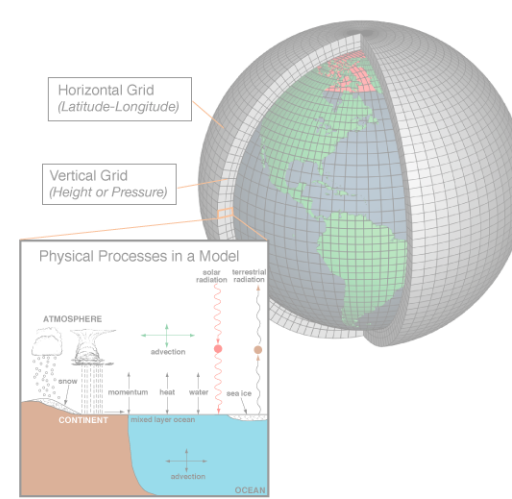 Horizontal Grid
(Latitude-Longitude)
Vertical Grid
(Height or Pressure)
Physical Processes in a Model
solar
radiation
terrestrial
radiation
ATMOSPHERE
advection
snow
momentum
heat
water
sea ice
CONTINENT
mixed layer ocean
advection
OCEAN